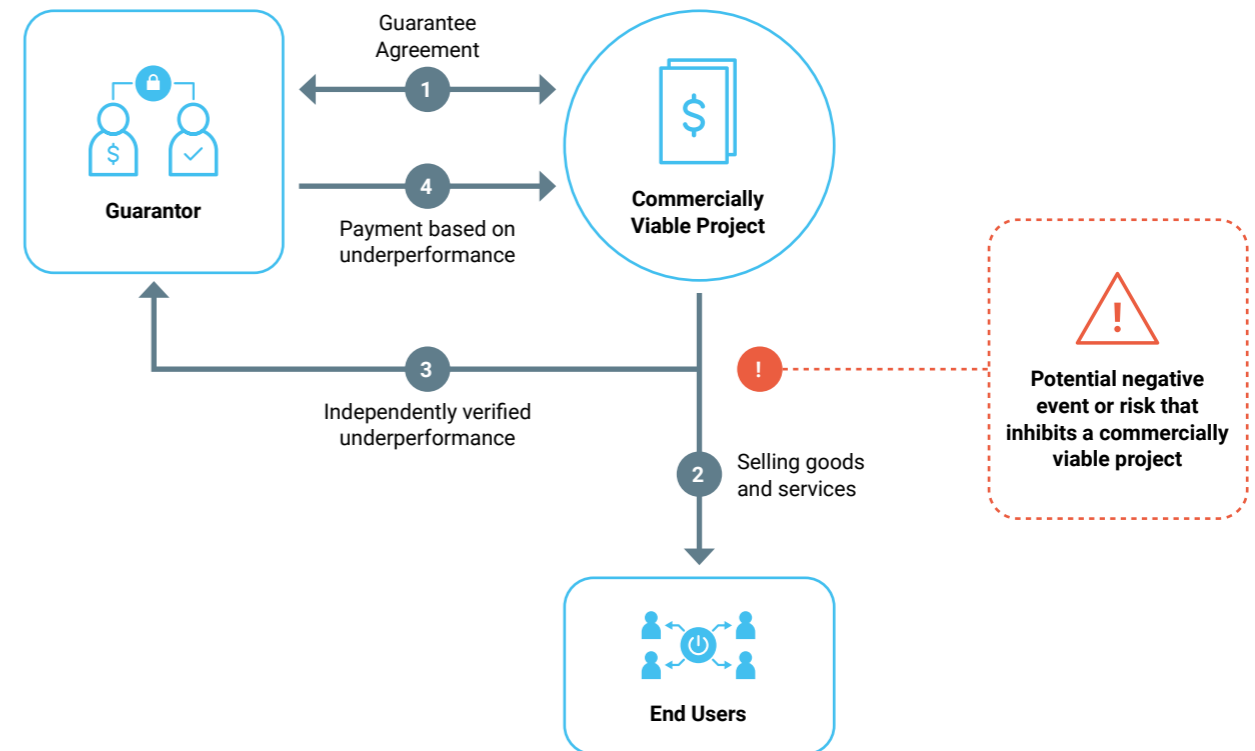 Guarantee
Agreement
1
$
$
Guarantor
4
Payment based on
underperformance
Commercially
Viable Project
!
3
!
Independently verified
underperformance
Potential negative
event or risk that
inhibits a commercially
viable project
2
Selling goods
and services
End Users